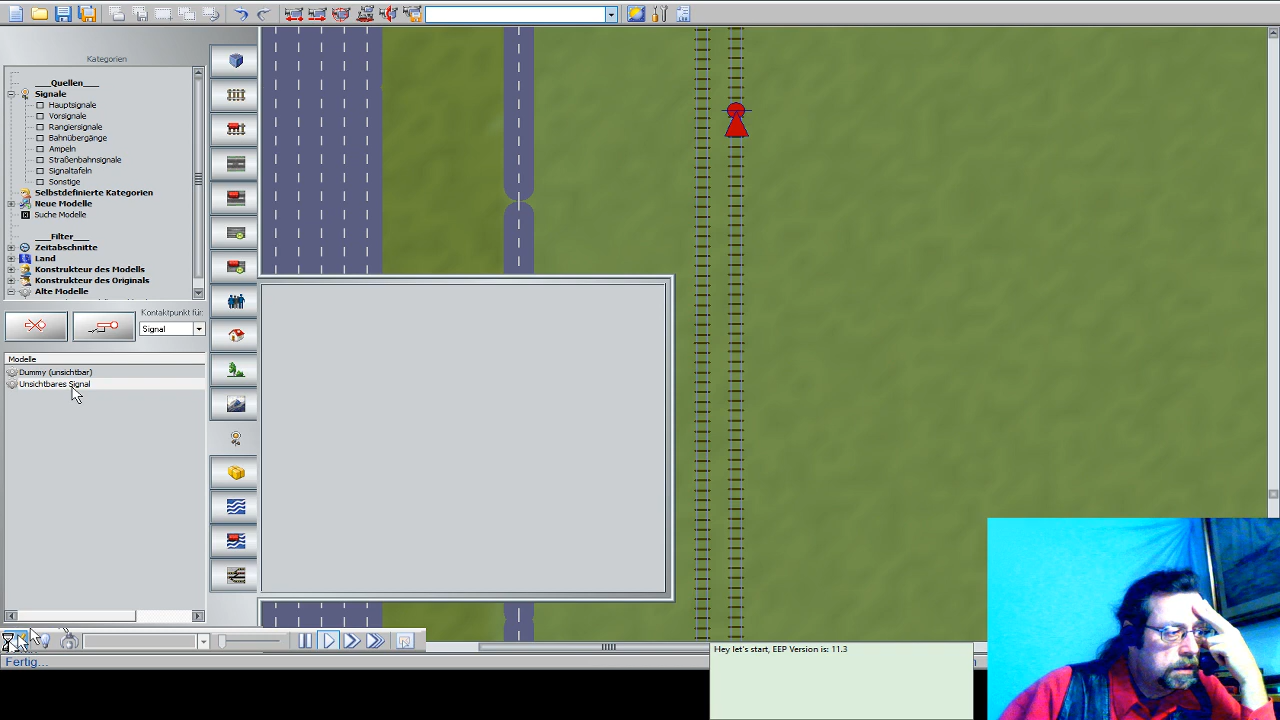 Kategorien
___Quellen___
Signale
Hauptsignale
Vorsignale
Rangiersignale
Bahnübergänge
Ampeln
Straßenbahnsignale
Signaltafeln
Sonstige
Selbstdefinierte Kategorien
Neue Modelle
Suche Modelle
___Filter___
Zeitabschnitte
Land
Konstrukteur des Modells
Konstrukteur des Originals
Alte Modelle
Kontaktpunkt für:
Signal
Modelle
Dummy (unsichtbar)
Unsichtbares Signal
Fertig...
Hey let's start, EEP Version is: 11.3